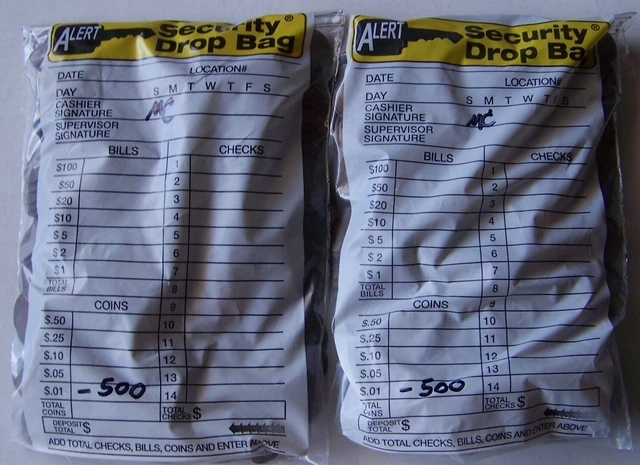 ALERT Security® Drop Bag
DATE LOCATION#
DAY S M T W T F S
CASHIER SIGNATURE MC
SUPERVISOR SIGNATURE
BILLS CHECKS
$100 1
$50 2
$20 3
$10 4
$5 5
$2 6
$1 7
TOTAL BILLS 8
COINS 9
$.50 10
$.25 11
$.10 12
$.05 13
$.01 -500 14
TOTAL COINS TOTAL CHECKS $
DEPOSIT TOTAL $
ADD TOTAL CHECKS, BILLS, COINS AND ENTER ABOVE
ALERT Security® Drop Ba
DATE LOCATION#
DAY S M T W T F S
CASHIER SIGNATURE MC
SUPERVISOR SIGNATURE
BILLS CHECKS
$100 1
$50 2
$20 3
$10 4
$5 5
$2 6
$1 7
TOTAL BILLS 8
COINS 9
$.50 10
$.25 11
$.10 12
$.05 13
$.01 -500 14
TOTAL TOTAL CHECKS $
DEPOSIT TOTAL $
ADD TOTAL CHECKS, BILLS, COINS AND ENTER ABOVE